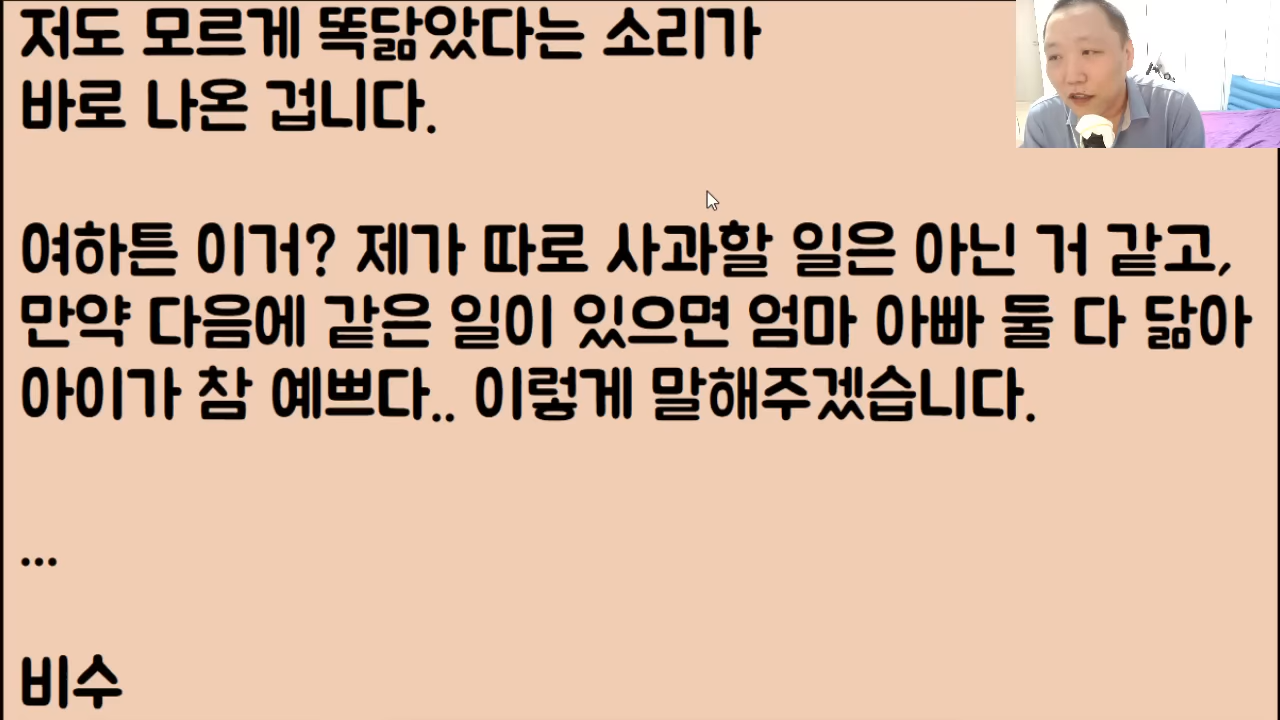 저도 모르게 똑닮았다는 소리가
바로 나온 겁니다.
여하튼 이거? 제가 따로 사과할 일은 아닌 거 같고,
만약 다음에 같은 일이 있으면 엄마 아빠 둘 다 닮아
아이가 참 예쁘다.. 이렇게 말해주겠습니다.
...
비수